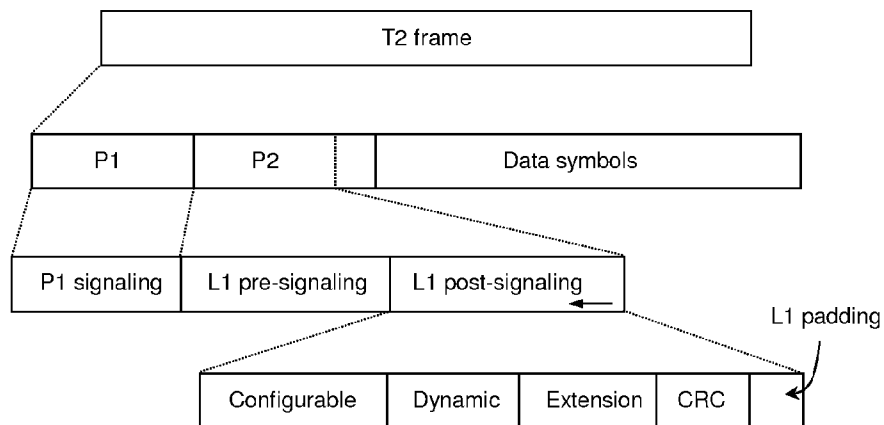 T2 frame
P1 P2 Data symbols
P1 signaling L1 pre-signaling L1 post-signaling
L1 padding
Configurable Dynamic Extension CRC